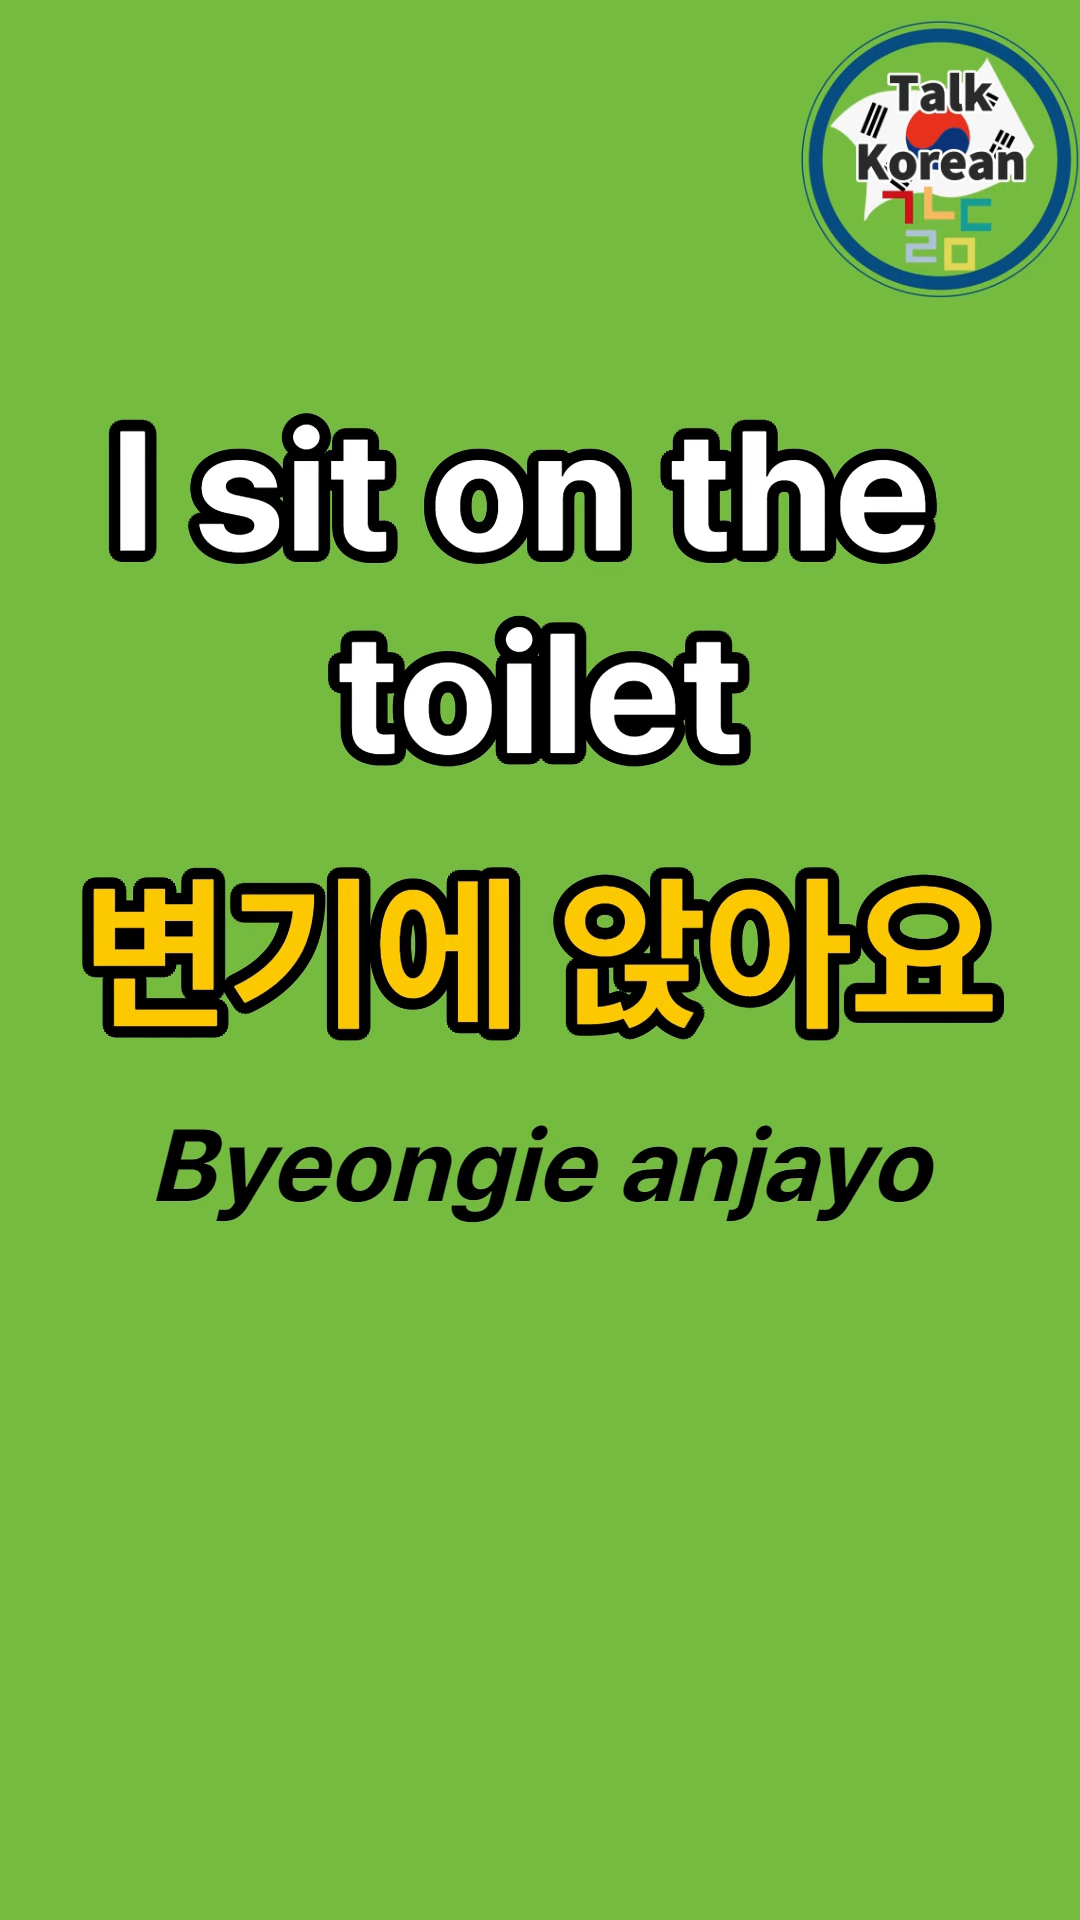 Talk
Korean
ㄱㄴㄷ
ㄹㅁ
I sit on the
toilet
변기에 앉아요
Byeongie anjayo